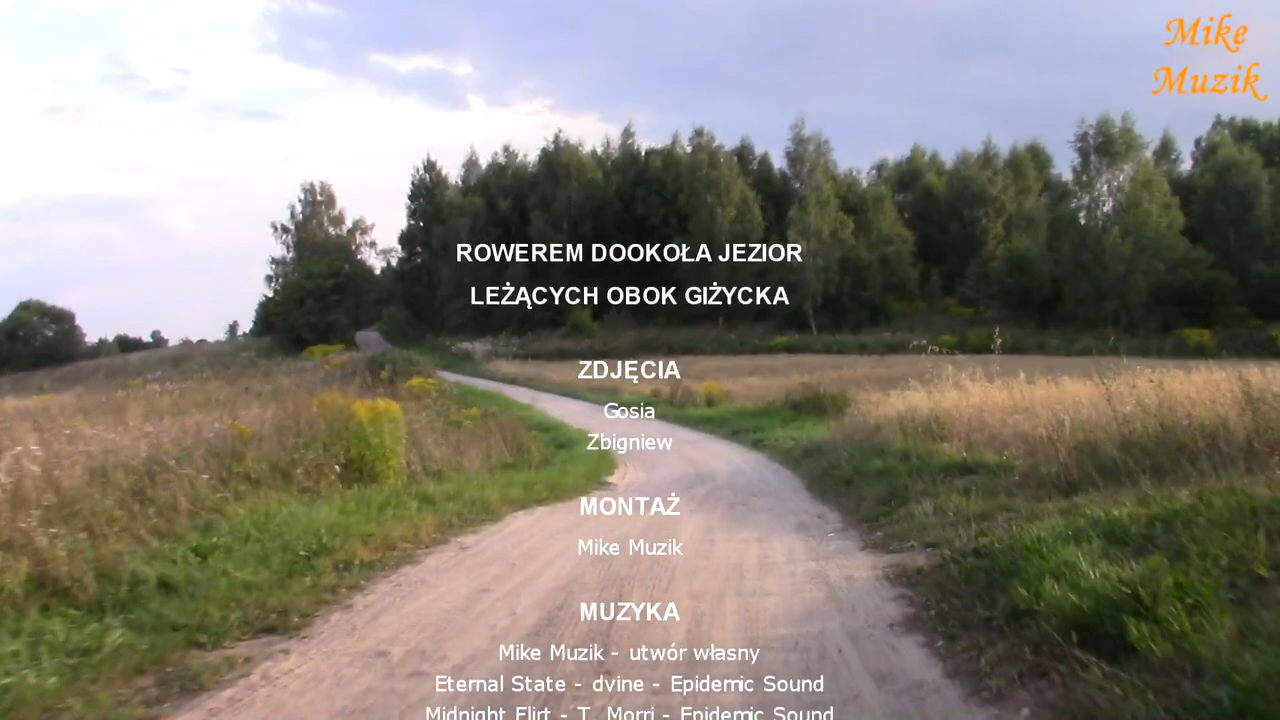 Mike
Muzik
ROWEREM DOOKOŁA JEZIOR
LEŻĄCYCH OBOK GIŻYCKA
ZDJĘCIA
Gosia
Zbigniew
MONTAŻ
Mike Muzik
MUZYKA
Mike Muzik - utwór własny
Eternal State - dvine - Epidemic Sound
Midnight Flirt - T. Morri - Epidemic Sound